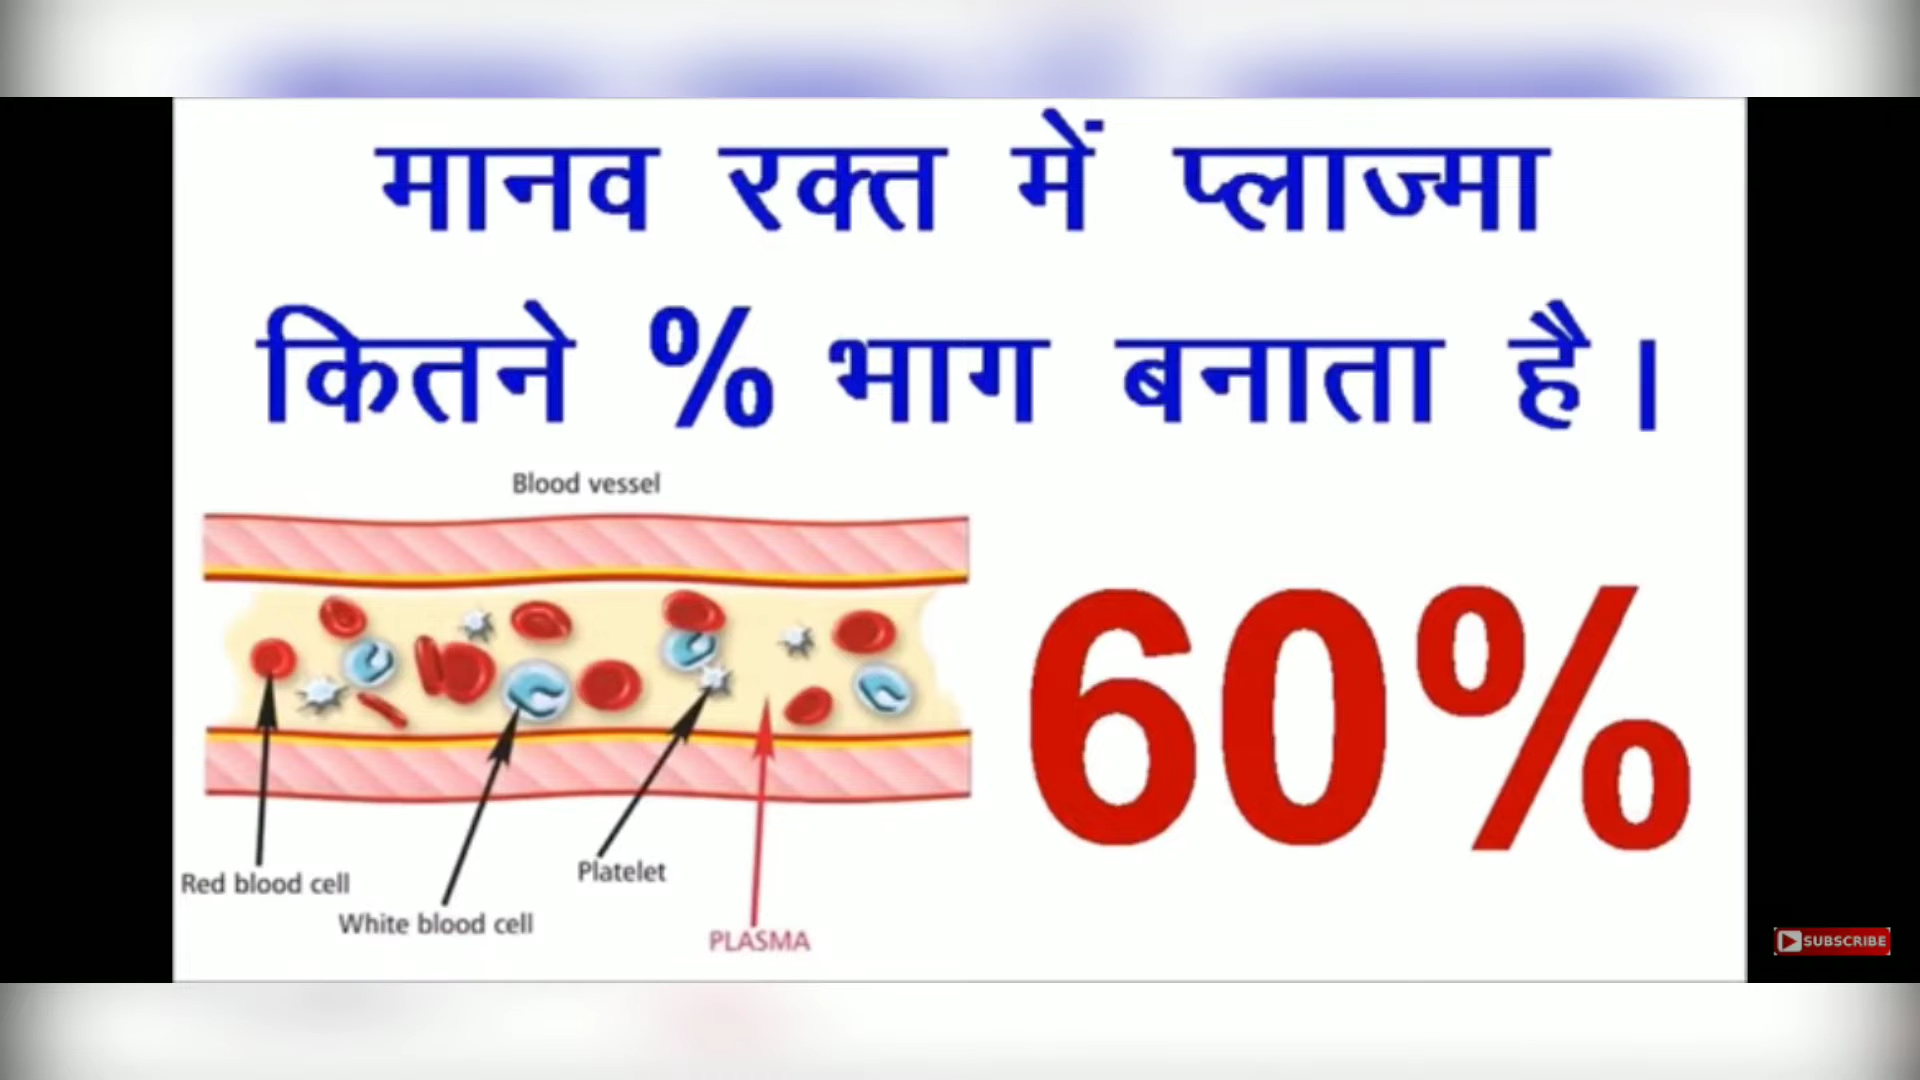 मानव रक्त में प्लाज्मा
कितने % भाग बनाता है।
Blood vessel
60%
Platelet
Red blood cell
White blood cell
PLASMA
SUBSCRIBE